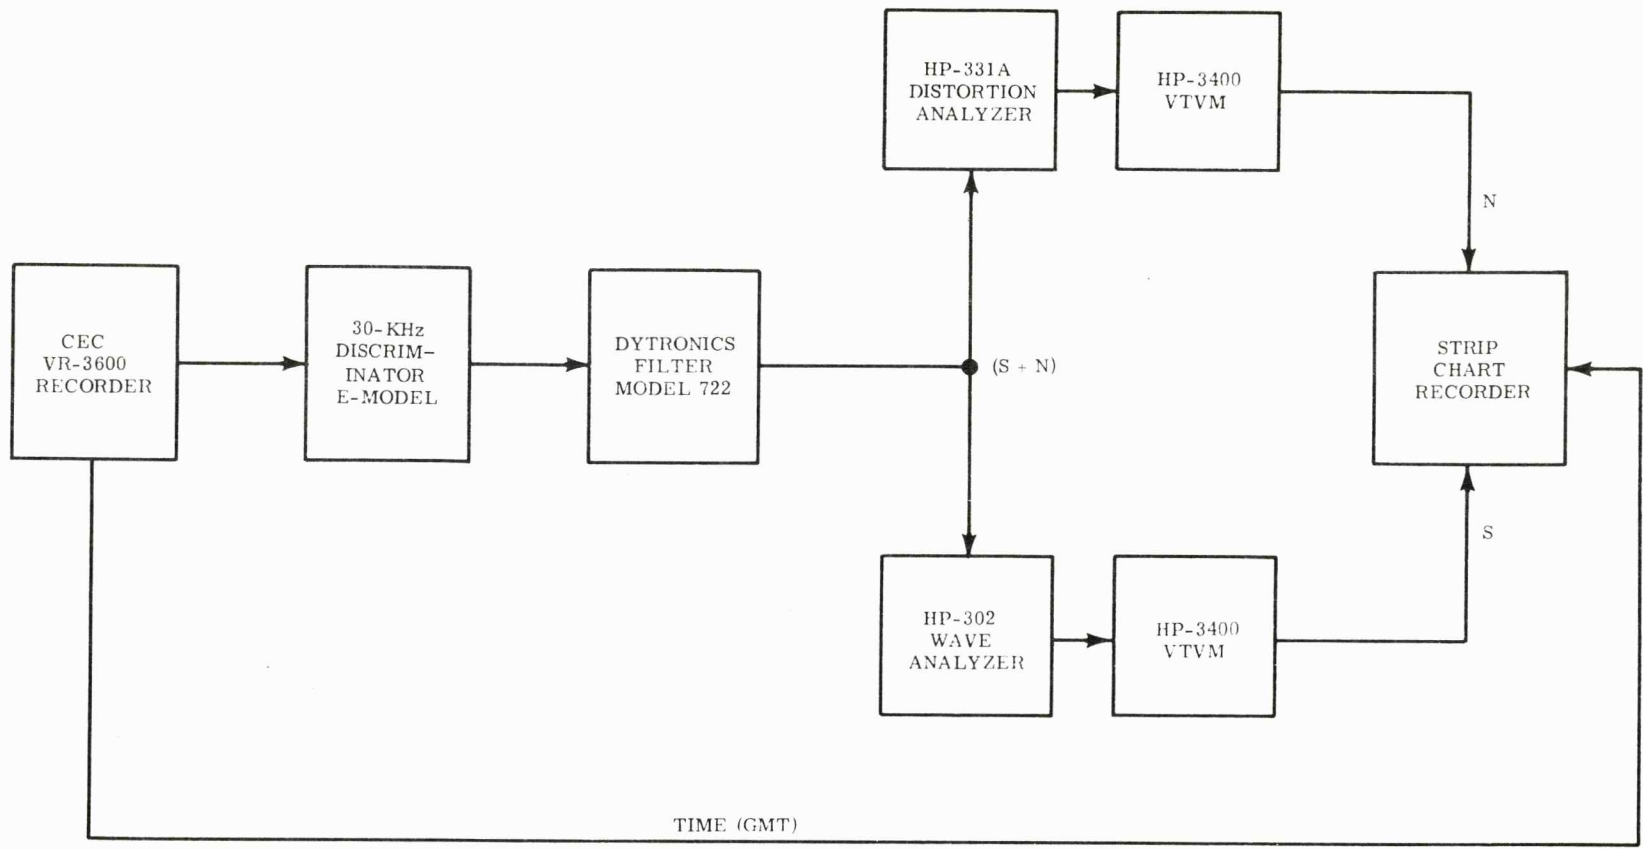 HP-331A
DISTORTION
ANALYZER
HP-3400
VTVM
N
CEC
VR-3600
RECORDER
30-KHz
DISCRIM-
INATOR
E-MODEL
DYTRONICS
FILTER
MODEL 722
(S + N)
STRIP
CHART
RECORDER
S
HP-302
WAVE
ANALYZER
HP-3400
VTVM
TIME (GMT)